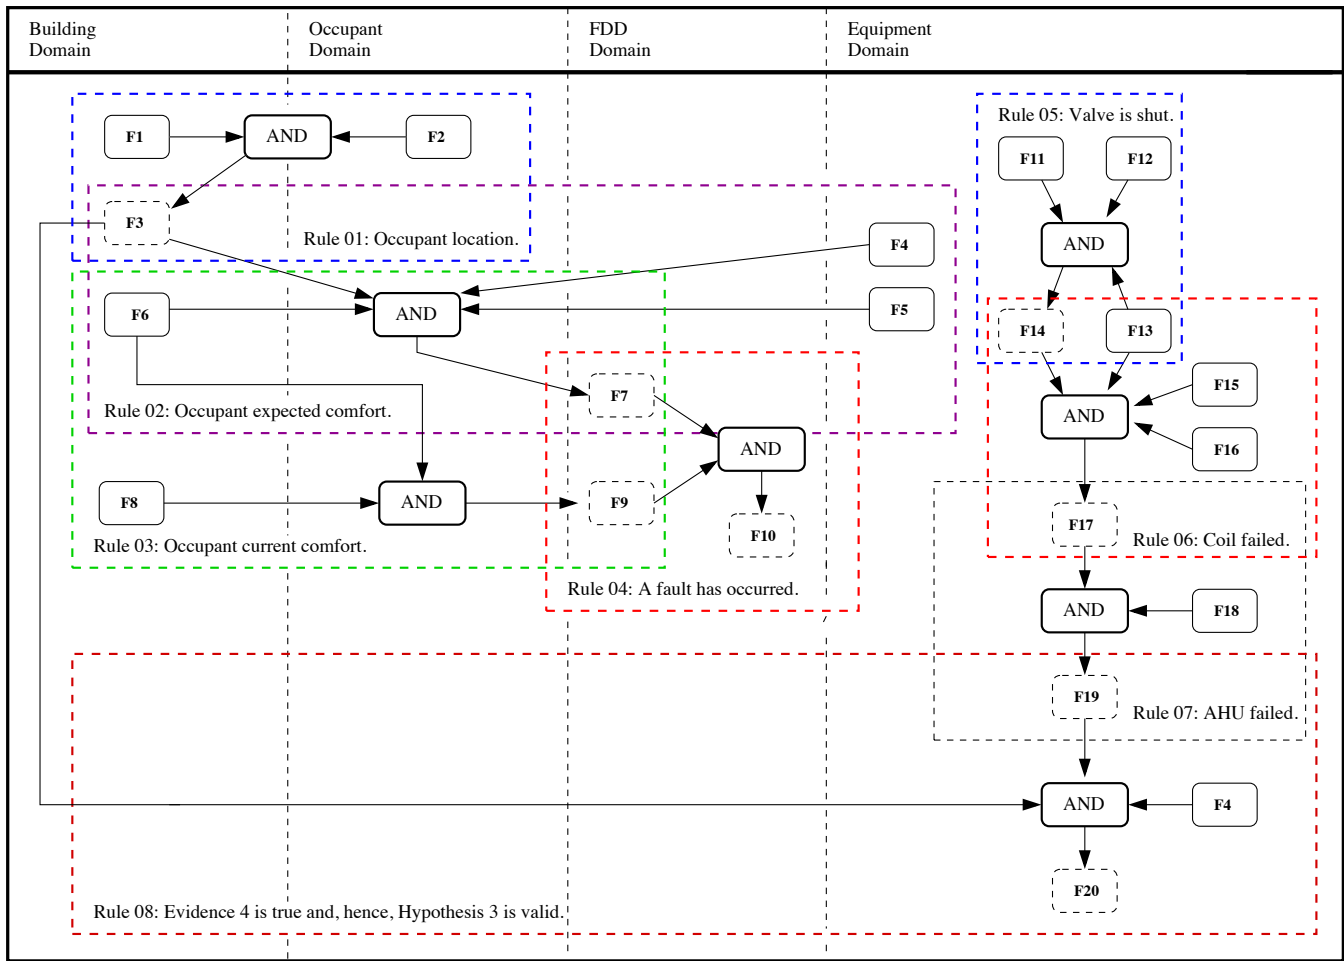 Building
Domain
Occupant
Domain
FDD
Domain
Equipment
Domain
Rule 05: Valve is shut.
F1
AND
F2
F11
F12
F3
Rule 01: Occupant location.
F4
AND
F6
AND
F5
F14
F13
F7
F15
Rule 02: Occupant expected comfort.
AND
AND
F16
F8
AND
F9
F10
F17
Rule 03: Occupant current comfort.
Rule 06: Coil failed.
Rule 04: A fault has occurred.
AND
F18
F19
Rule 07: AHU failed.
AND
F4
F20
Rule 08: Evidence 4 is true and, hence, Hypothesis 3 is valid.